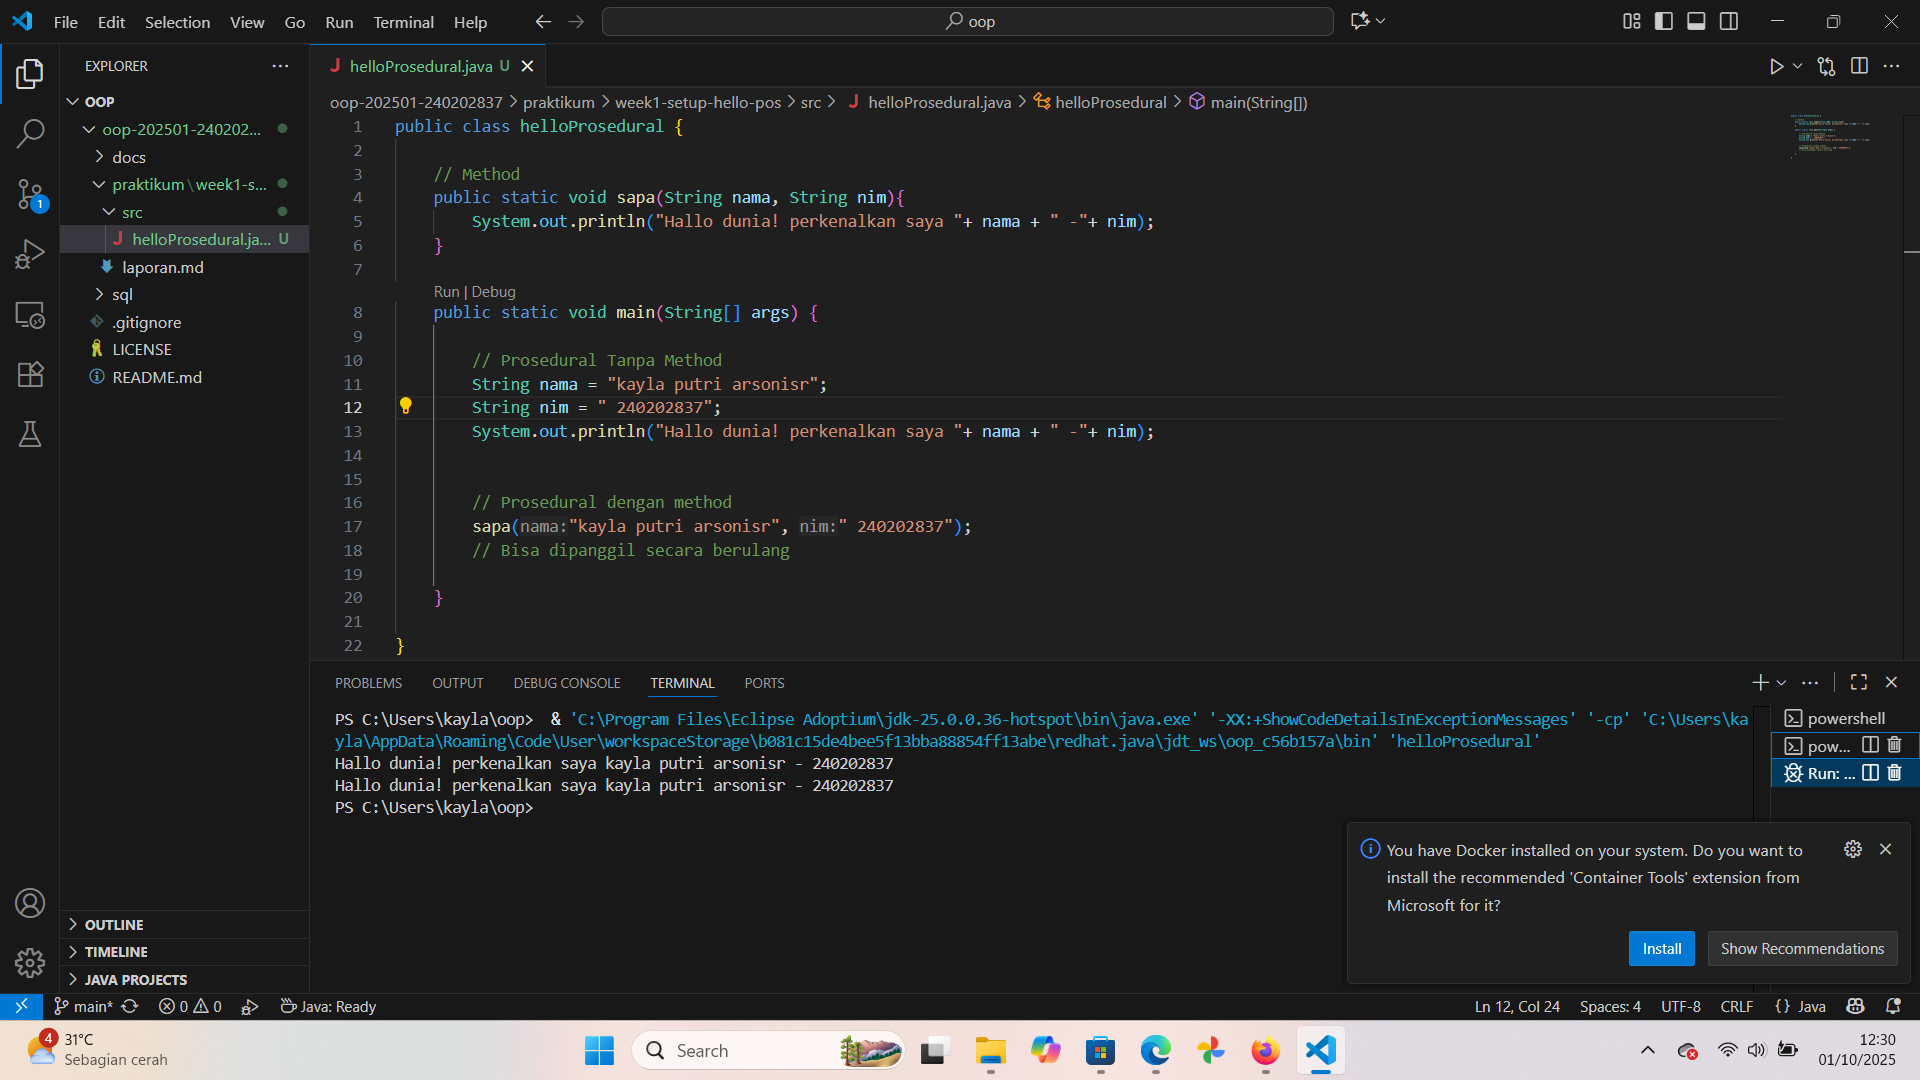 File Edit Selection View Go Run Terminal Help
oop
EXPLORER
OOP
oop-202501-240202...
docs
praktikum\week1-s...
src
helloProsedural.ja... U
laporan.md
sql
.gitignore
LICENSE
README.md
1
OUTLINE
TIMELINE
JAVA PROJECTS
helloProsedural.java U
oop-202501-240202837 > praktikum > week1-setup-hello-pos > src > helloProsedural.java > helloProsedural > main(String[])
1 public class helloProsedural {
2
3 // Method
4 public static void sapa(String nama, String nim){
5 System.out.println("Hallo dunia! perkenalkan saya "+ nama + " -"+ nim);
6 }
7
Run | Debug
8 public static void main(String[] args) {
9
10 // Prosedural Tanpa Method
11 String nama = "kayla putri arsonisr";
12 String nim = " 240202837";
13 System.out.println("Hallo dunia! perkenalkan saya "+ nama + " -"+ nim);
14
15
16 // Prosedural dengan method
17 sapa(nama:"kayla putri arsonisr", nim:" 240202837");
18 // Bisa dipanggil secara berulang
19
20 }
21
22 }
PROBLEMS OUTPUT DEBUG CONSOLE TERMINAL PORTS
PS C:\Users\kayla\oop>  & 'C:\Program Files\Eclipse Adoptium\jdk-25.0.0.36-hotspot\bin\java.exe' '-XX:+ShowCodeDetailsInExceptionMessages' '-cp' 'C:\Users\ka
yla\AppData\Roaming\Code\User\workspaceStorage\b081c15de4bee5f13bba88854ff13abe\redhat.java\jdt_ws\oop_c56b157a\bin' 'helloProsedural'
Hallo dunia! perkenalkan saya kayla putri arsonisr - 240202837
Hallo dunia! perkenalkan saya kayla putri arsonisr - 240202837
PS C:\Users\kayla\oop>
powershell
pow...
Run: ...
You have Docker installed on your system. Do you want to
install the recommended 'Container Tools' extension from
Microsoft for it?
Install Show Recommendations
main* 0 0 Java: Ready Ln 12, Col 24 Spaces: 4 UTF-8 CRLF {} Java
4
31°C
Sebagian cerah
Search
12:30
01/10/2025